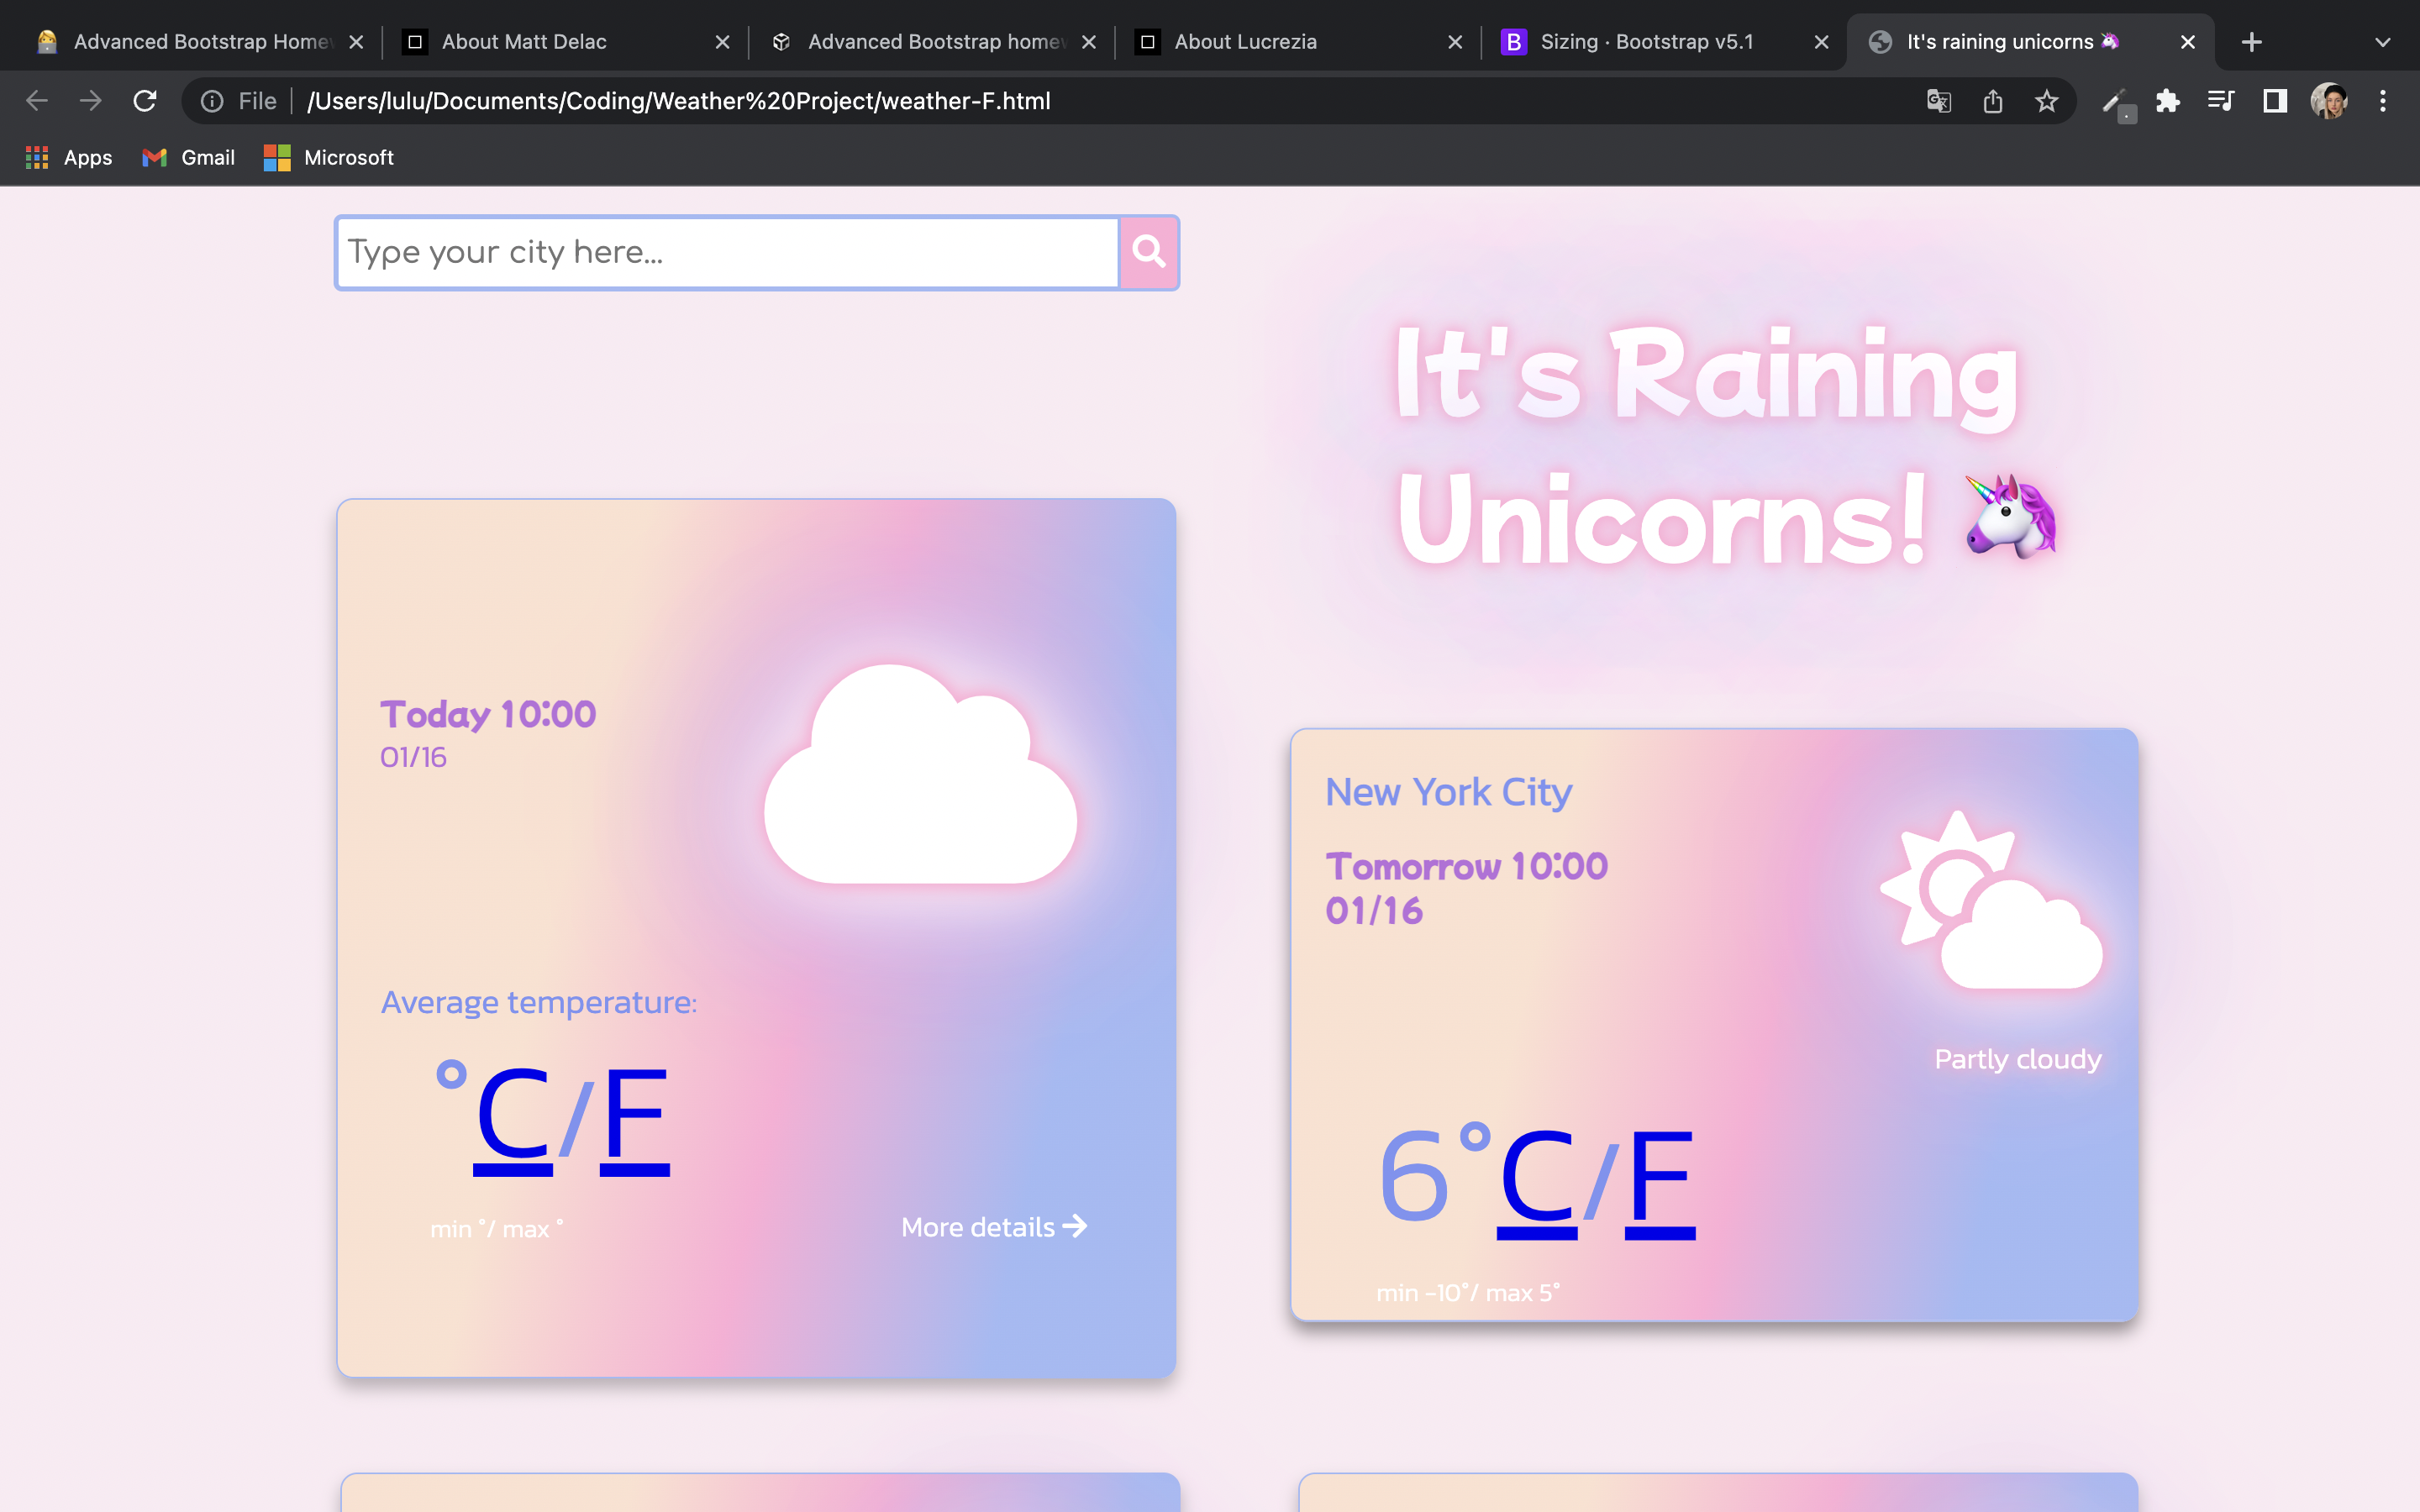 Advanced Bootstrap Home
About Matt Delac
Advanced Bootstrap home
About Lucrezia
B Sizing · Bootstrap v5.1
It's raining unicorns 🦄
File /Users/lulu/Documents/Coding/Weather%20Project/weather-F.html
Apps Gmail Microsoft
Type your city here...
It's Raining
Unicorns! 🦄
Today 10:00
01/16
Average temperature:
°C/F
min °/ max °
More details →
New York City
Tomorrow 10:00
01/16
Partly cloudy
6°C/F
min -10°/ max 5°